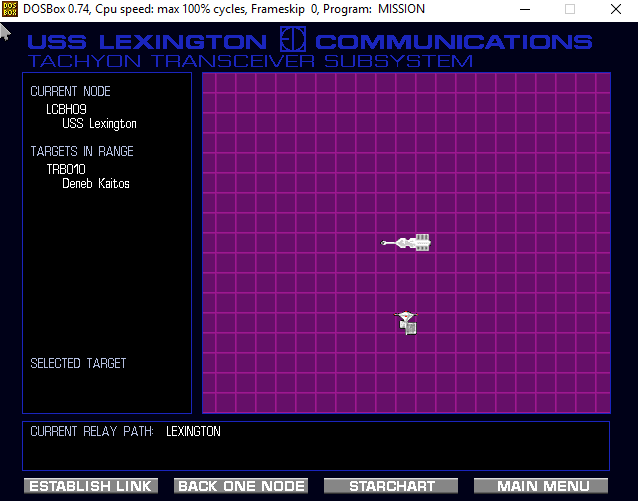 DOSBox 0.74, Cpu speed: max 100% cycles, Frameskip 0, Program: MISSION
USS LEXINGTON COMMUNICATIONS
TACHYON TRANSCEIVER SUBSYSTEM
CURRENT NODE
LCBH09
USS Lexington
TARGETS IN RANGE
TRB010
Deneb Kaitos
SELECTED TARGET
CURRENT RELAY PATH: LEXINGTON
ESTABLISH LINK BACK ONE NODE STARCHART MAIN MENU